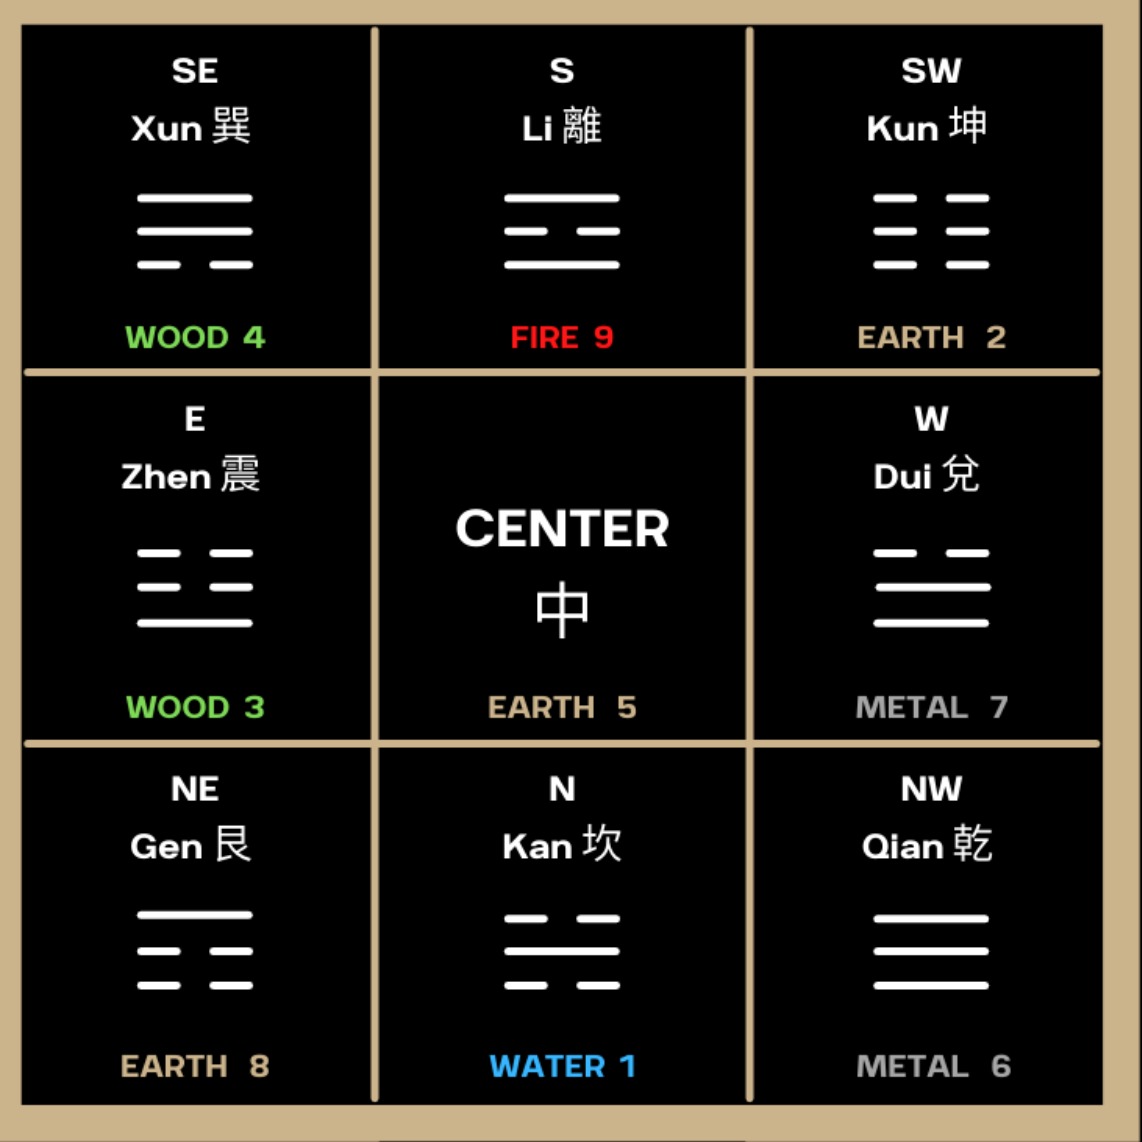 SE
Xun 巽
WOOD 4
S
Li 離
FIRE 9
SW
Kun 坤
EARTH 2
E
Zhen 震
WOOD 3
CENTER
中
EARTH 5
W
Dui 兌
METAL 7
NE
Gen 艮
EARTH 8
N
Kan 坎
WATER 1
NW
Qian 乾
METAL 6